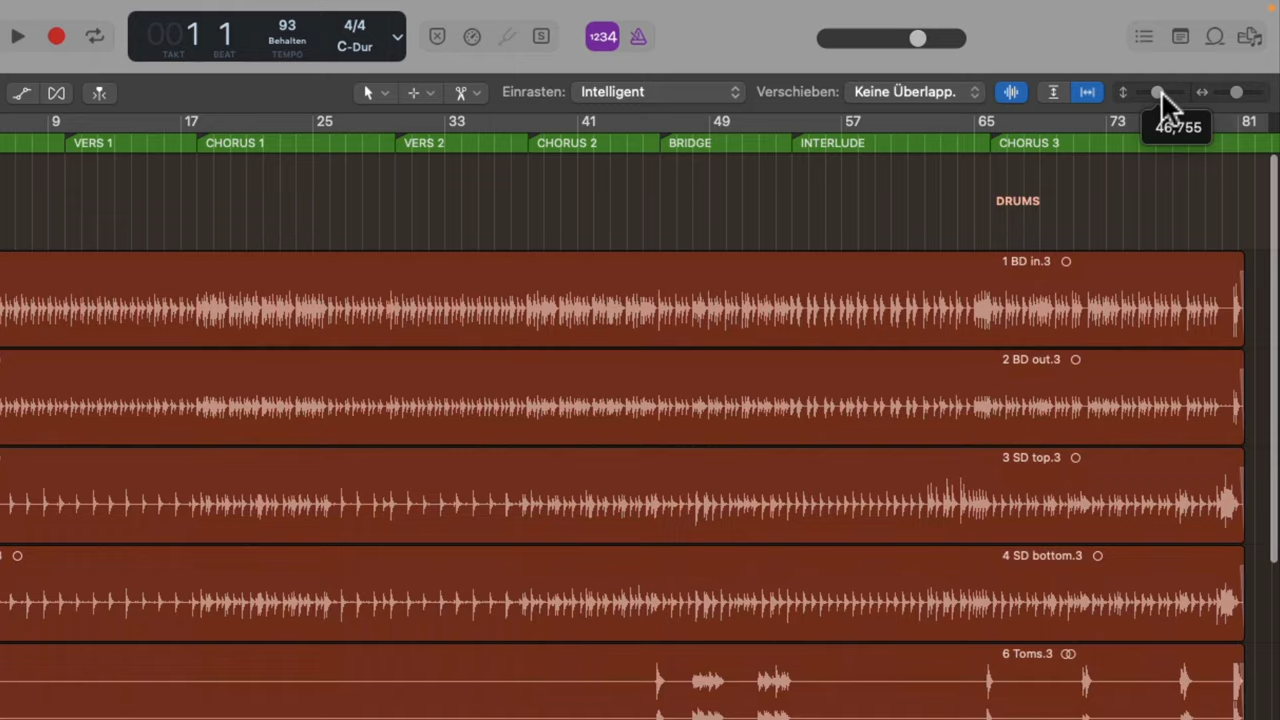 001 1
TAKT BEAT
93
Behalten
TEMPO
4/4
C-Dur
S
1234
Einrasten: Intelligent
Verschieben: Keine Überlapp.
46,755
9 17 25 33 41 49 57 65 73 81
VERS 1 CHORUS 1 VERS 2 CHORUS 2 BRIDGE INTERLUDE CHORUS 3
DRUMS
1 BD in.3
2 BD out.3
3 SD top.3
4 SD bottom.3
6 Toms.3